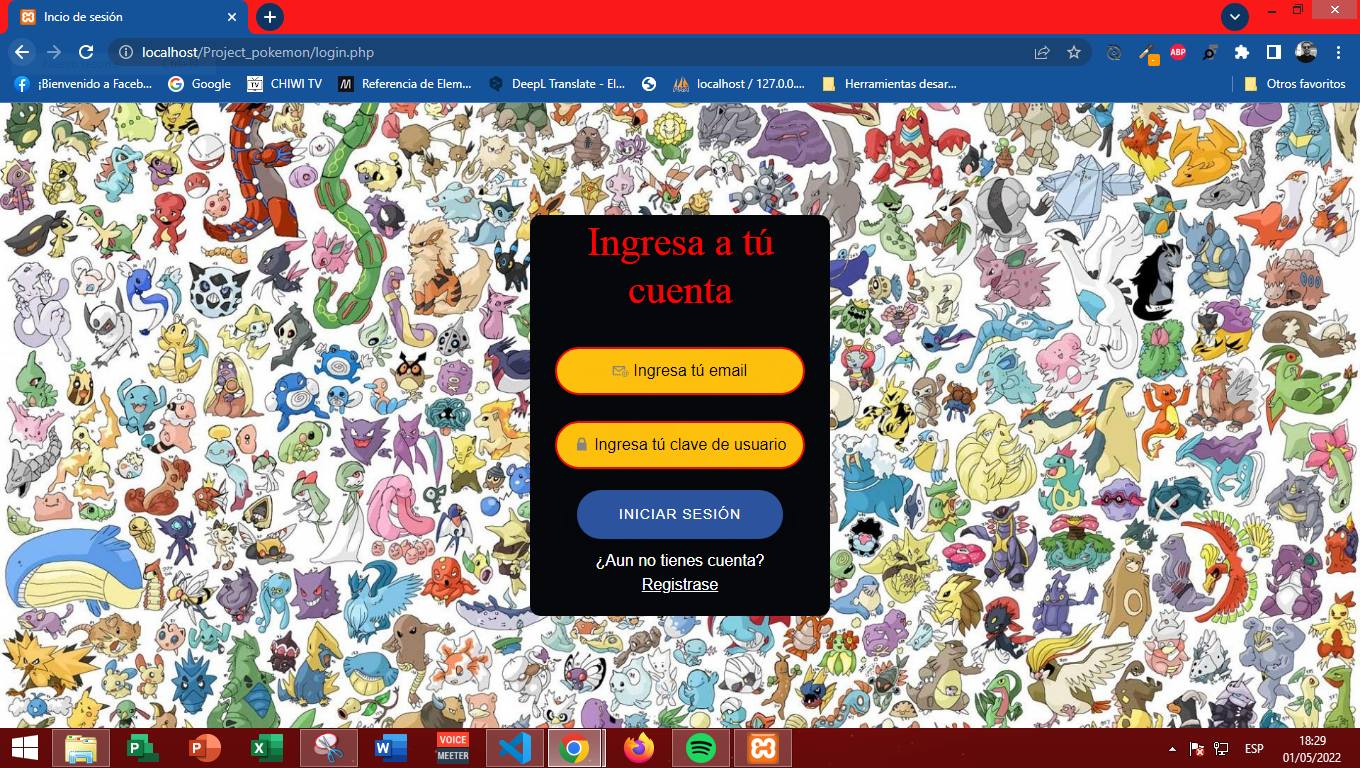 Incio de sesión
localhost/Project_pokemon/login.php
ABP
¡Bienvenido a Faceb...
Google
TV
CHIWI TV
M
Referencia de Elem...
DeepL Translate - El...
localhost / 127.0.0....
Herramientas desar...
Otros favoritos
Ingresa a tú
cuenta
Ingresa tú email
Ingresa tú clave de usuario
INICIAR SESIÓN
¿Aun no tienes cuenta?
Registrase
VOICE
MEETER
ESP
18:29
01/05/2022